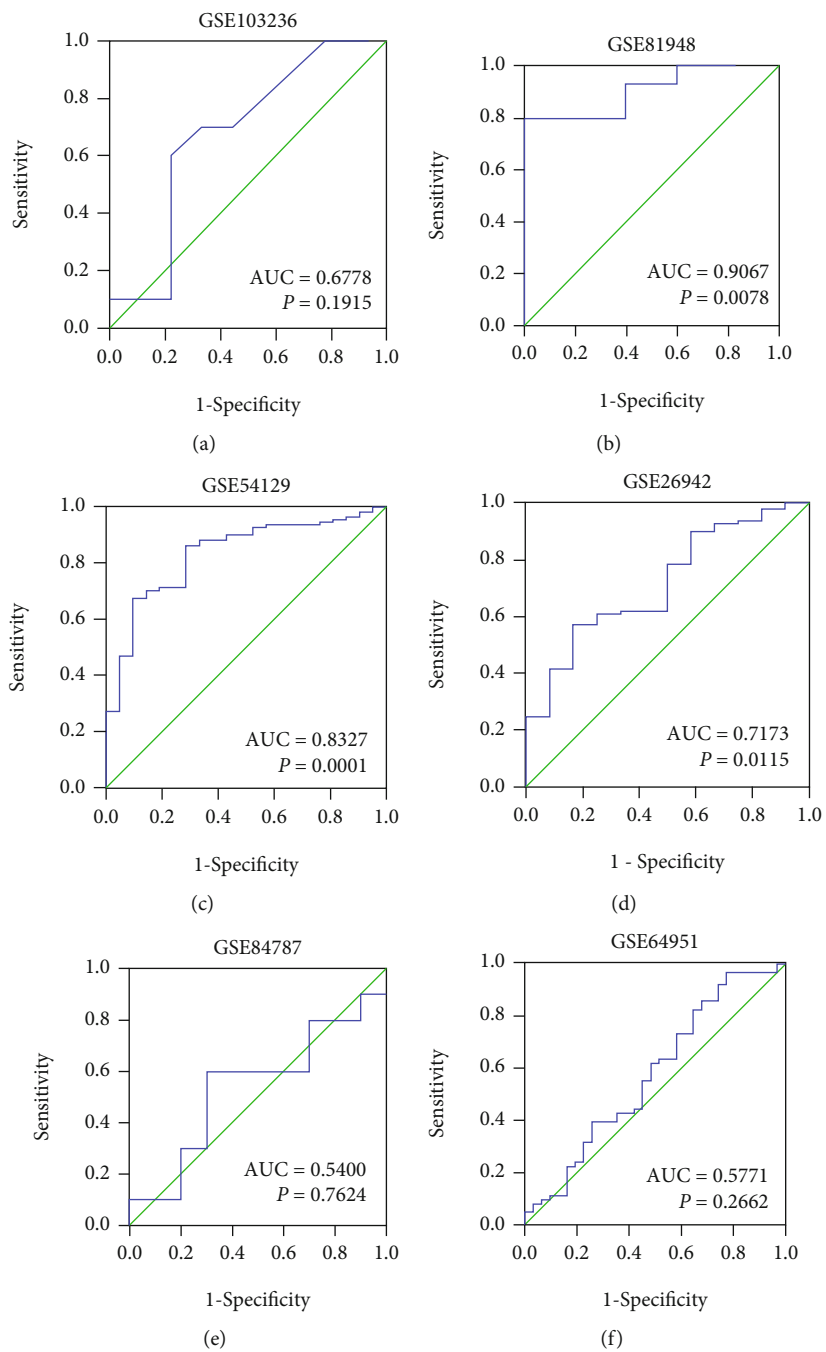 GSE103236
1.0
0.8
0.6
0.4
0.2
0.0
Sensitivity
AUC = 0.6778
P = 0.1915
0.0 0.2 0.4 0.6 0.8 1.0
1-Specificity
(a)
GSE81948
1.0
0.8
0.6
0.4
0.2
0.0
Sensitivity
AUC = 0.9067
P = 0.0078
0.0 0.2 0.4 0.6 0.8 1.0
1-Specificity
(b)
GSE54129
1.0
0.8
0.6
0.4
0.2
0.0
Sensitivity
AUC = 0.8327
P = 0.0001
0.0 0.2 0.4 0.6 0.8 1.0
1-Specificity
(c)
GSE26942
1.0
0.8
0.6
0.4
0.2
0.0
Sensitivity
AUC = 0.7173
P = 0.0115
0.0 0.2 0.4 0.6 0.8 1.0
1 - Specificity
(d)
GSE84787
1.0
0.8
0.6
0.4
0.2
0.0
Sensitivity
AUC = 0.5400
P = 0.7624
0.0 0.2 0.4 0.6 0.8 1.0
1-Specificity
(e)
GSE64951
1.0
0.8
0.6
0.4
0.2
0.0
Sensitivity
AUC = 0.5771
P = 0.2662
0.0 0.2 0.4 0.6 0.8 1.0
1-Specificity
(f)